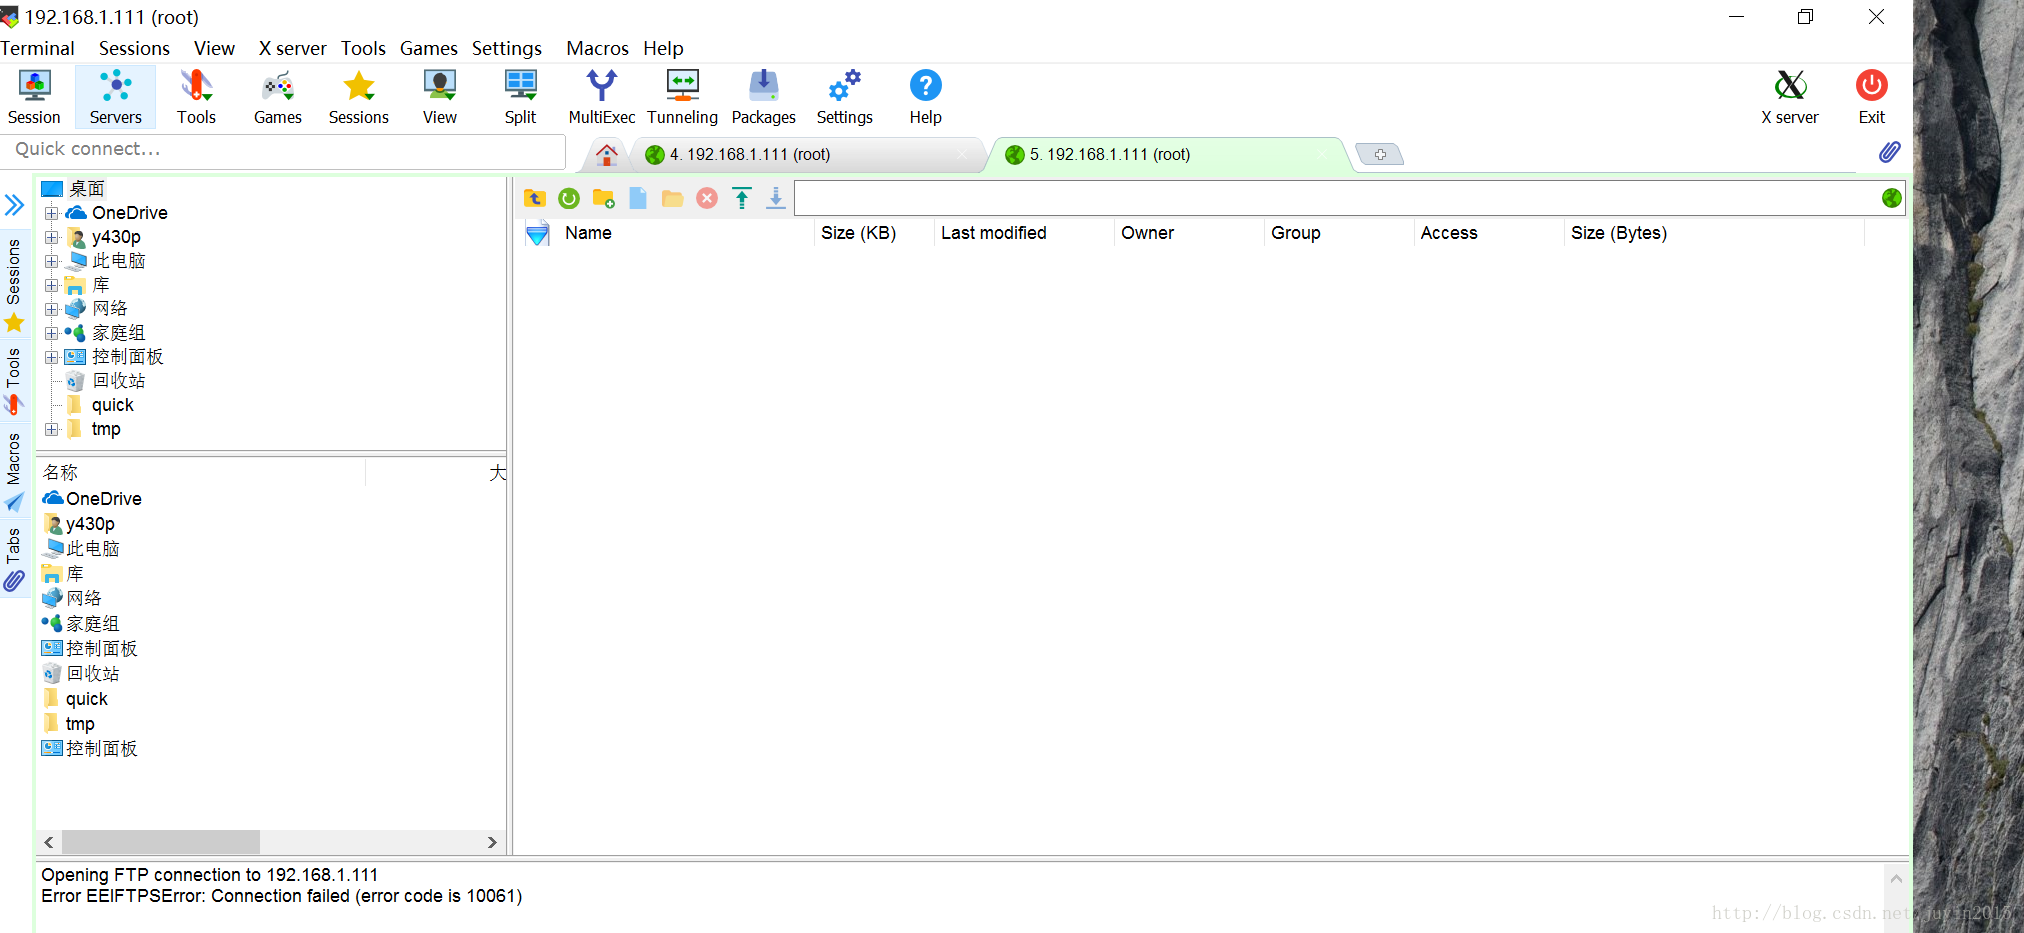 192.168.1.111 (root)
Terminal Sessions View X server Tools Games Settings Macros Help
Session Servers Tools Games Sessions View Split MultiExec Tunneling Packages Settings Help X server Exit
Quick connect...
4. 192.168.1.111 (root)
5. 192.168.1.111 (root)
Sessions
Tools
Macros
Tabs
桌面
OneDrive
y430p
此电脑
库
网络
家庭组
控制面板
回收站
quick
tmp
名称 大
OneDrive
y430p
此电脑
库
网络
家庭组
控制面板
回收站
quick
tmp
控制面板
Name Size (KB) Last modified Owner Group Access Size (Bytes)
Opening FTP connection to 192.168.1.111
Error EElFTPSError: Connection failed (error code is 10061)